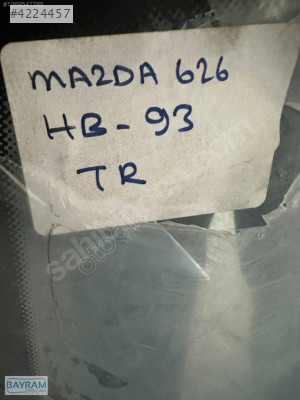 #4224457
MAZDA 626
HB - 93
TR
BAYRAM